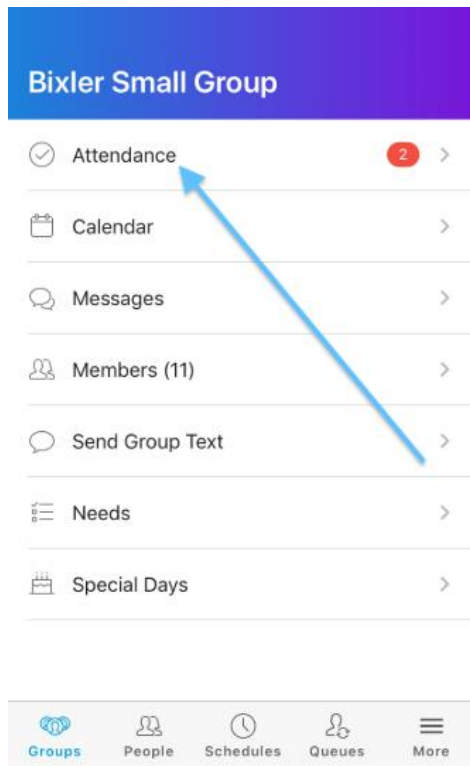 Bixler Small Group
Attendance 2
Calendar
Messages
Members (11)
Send Group Text
Needs
Special Days
Groups People Schedules Queues More